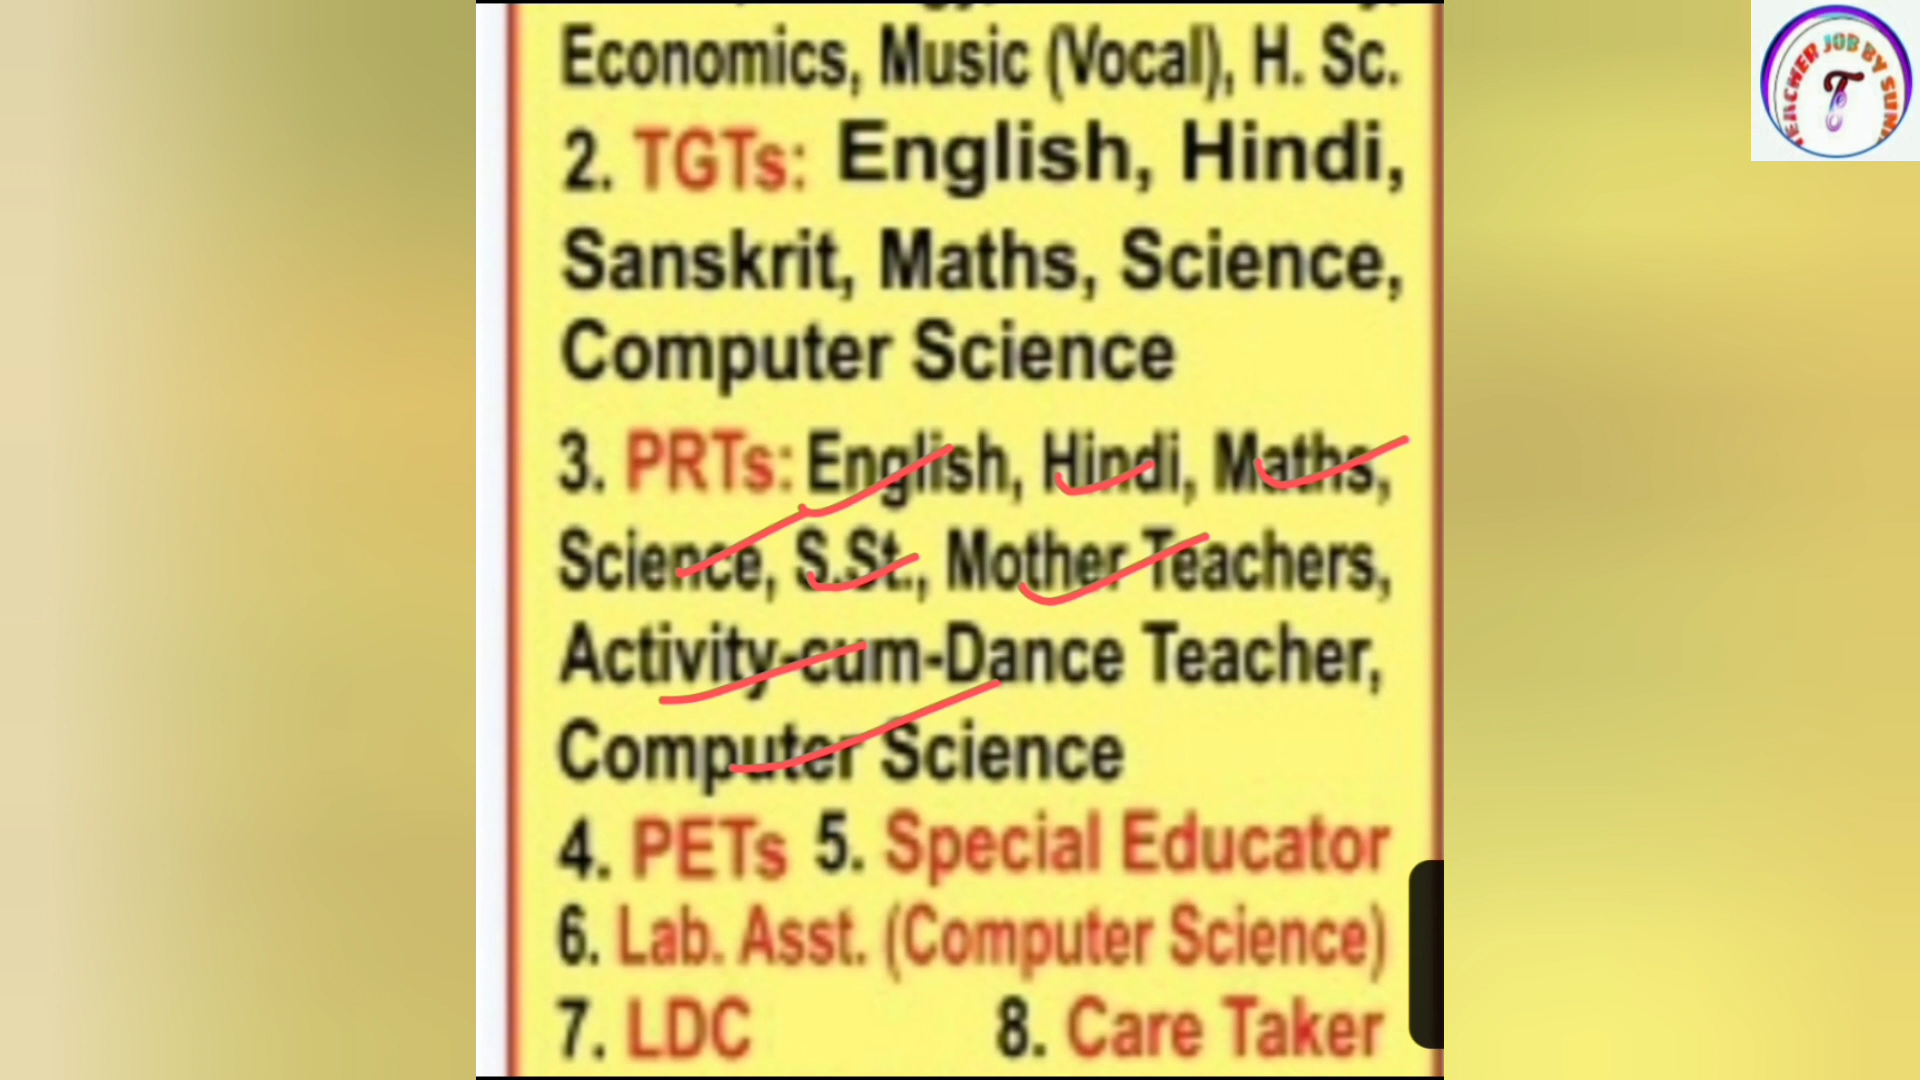 Economics, Music (Vocal), H. Sc.
2. TGTs: English, Hindi,
Sanskrit, Maths, Science,
Computer Science
3. PRTs: English, Hindi, Maths,
Science, S.St., Mother Teachers,
Activity-cum-Dance Teacher,
Computer Science
4. PETs 5. Special Educator
6. Lab. Asst. (Computer Science)
7. LDC 8. Care Taker
JOB BY
T